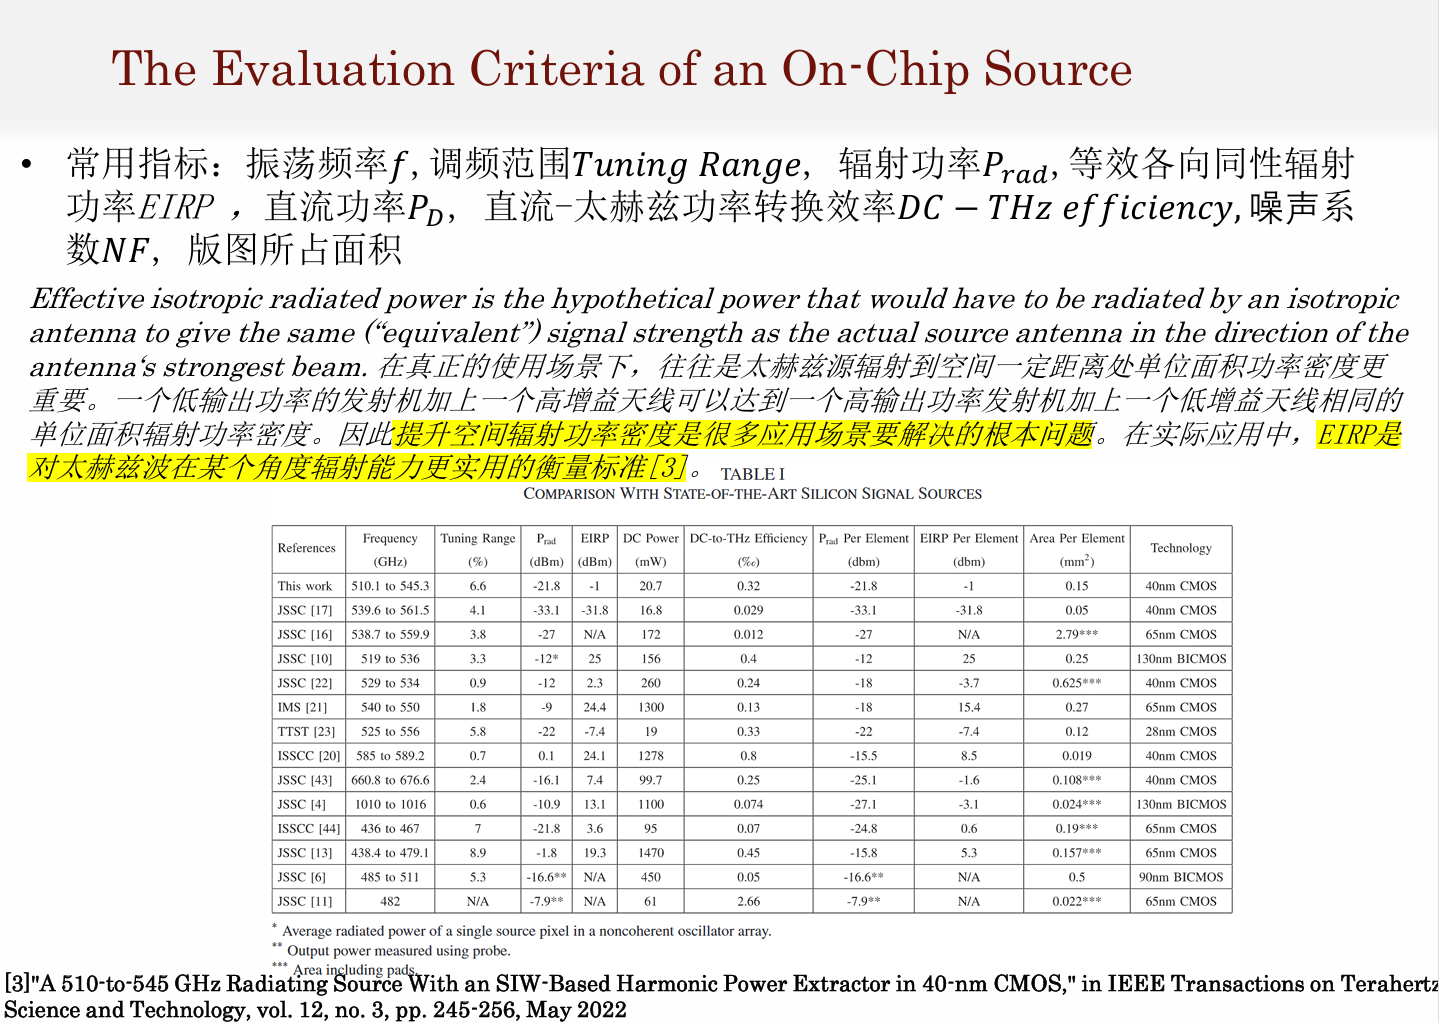 The Evaluation Criteria of an On-Chip Source
• 常用指标：振荡频率f, 调频范围Tuning Range， 辐射功率P_rad, 等效各向同性辐射
功率EIRP ，直流功率P_D， 直流-太赫兹功率转换效率DC − THz efficiency, 噪声系
数NF， 版图所占面积
Effective isotropic radiated power is the hypothetical power that would have to be radiated by an isotropic
antenna to give the same (“equivalent”) signal strength as the actual source antenna in the direction of the
antenna‘s strongest beam. 在真正的使用场景下，往往是太赫兹源辐射到空间一定距离处单位面积功率密度更
重要。一个低输出功率的发射机加上一个高增益天线可以达到一个高输出功率发射机加上一个低增益天线相同的
单位面积辐射功率密度。因此提升空间辐射功率密度是很多应用场景要解决的根本问题。在实际应用中，EIRP是
对太赫兹波在某个角度辐射能力更实用的衡量标准[3]。
TABLE I
COMPARISON WITH STATE-OF-THE-ART SILICON SIGNAL SOURCES
References Frequency (GHz) Tuning Range (%) Prad (dBm) EIRP (dBm) DC Power (mW) DC-to-THz Efficiency (‰) Prad Per Element (dbm) EIRP Per Element (dbm) Area Per Element (mm2) Technology
This work 510.1 to 545.3 6.6 -21.8 -1 20.7 0.32 -21.8 -1 0.15 40nm CMOS
JSSC [17] 539.6 to 561.5 4.1 -33.1 -31.8 16.8 0.029 -33.1 -31.8 0.05 40nm CMOS
JSSC [16] 538.7 to 559.9 3.8 -27 N/A 172 0.012 -27 N/A 2.79*** 65nm CMOS
JSSC [10] 519 to 536 3.3 -12* 25 156 0.4 -12 25 0.25 130nm BICMOS
JSSC [22] 529 to 534 0.9 -12 2.3 260 0.24 -18 -3.7 0.625*** 40nm CMOS
IMS [21] 540 to 550 1.8 -9 24.4 1300 0.13 -18 15.4 0.27 65nm CMOS
TTST [23] 525 to 556 5.8 -22 -7.4 19 0.33 -22 -7.4 0.12 28nm CMOS
ISSCC [20] 585 to 589.2 0.7 0.1 24.1 1278 0.8 -15.5 8.5 0.019 40nm CMOS
JSSC [43] 660.8 to 676.6 2.4 -16.1 7.4 99.7 0.25 -25.1 -1.6 0.108*** 40nm CMOS
JSSC [4] 1010 to 1016 0.6 -10.9 13.1 1100 0.074 -27.1 -3.1 0.024*** 130nm BICMOS
ISSCC [44] 436 to 467 7 -21.8 3.6 95 0.07 -24.8 0.6 0.19*** 65nm CMOS
JSSC [13] 438.4 to 479.1 8.9 -1.8 19.3 1470 0.45 -15.8 5.3 0.157*** 65nm CMOS
JSSC [6] 485 to 511 5.3 -16.6** N/A 450 0.05 -16.6** N/A 0.5 90nm BICMOS
JSSC [11] 482 N/A -7.9** N/A 61 2.66 -7.9** N/A 0.022*** 65nm CMOS
* Average radiated power of a single source pixel in a noncoherent oscillator array.
** Output power measured using probe.
*** Area including pads.
[3]"A 510-to-545 GHz Radiating Source With an SIW-Based Harmonic Power Extractor in 40-nm CMOS," in IEEE Transactions on Terahertz
Science and Technology, vol. 12, no. 3, pp. 245-256, May 2022